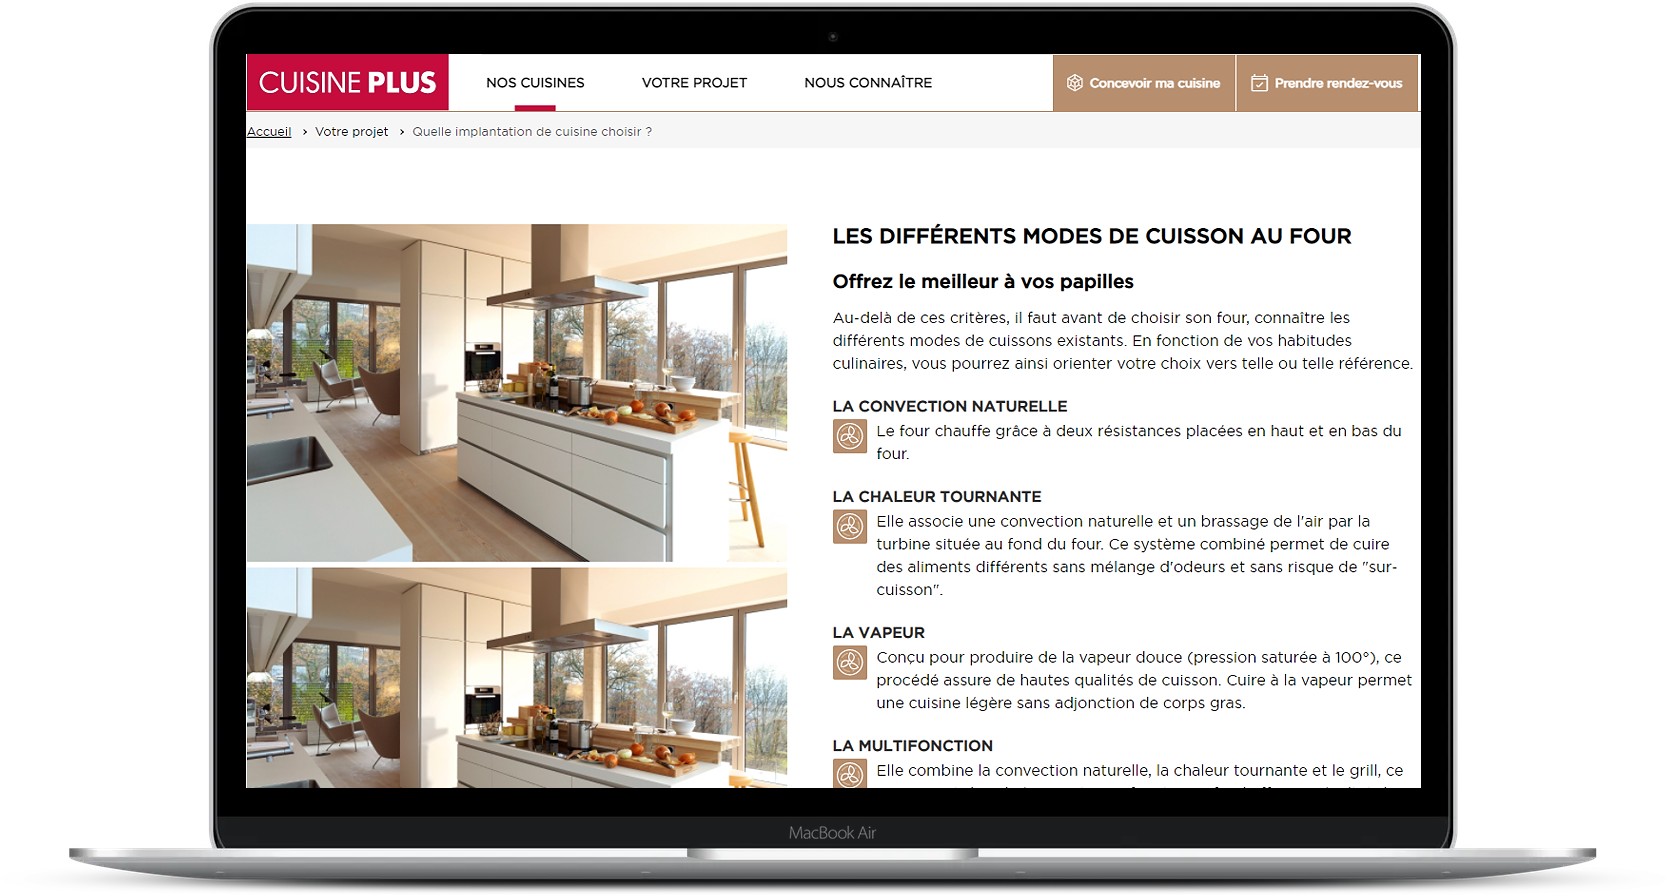 CUISINE PLUS
NOS CUISINES
VOTRE PROJET
NOUS CONNAÎTRE
Concevoir ma cuisine
Prendre rendez-vous
Accueil › Votre projet › Quelle implantation de cuisine choisir ?
LES DIFFÉRENTS MODES DE CUISSON AU FOUR
Offrez le meilleur à vos papilles
Au-delà de ces critères, il faut avant de choisir son four, connaître les
différents modes de cuissons existants. En fonction de vos habitudes
culinaires, vous pourrez ainsi orienter votre choix vers telle ou telle référence.
LA CONVECTION NATURELLE
Le four chauffe grâce à deux résistances placées en haut et en bas du
four.
LA CHALEUR TOURNANTE
Elle associe une convection naturelle et un brassage de l'air par la
turbine située au fond du four. Ce système combiné permet de cuire
des aliments différents sans mélange d'odeurs et sans risque de "sur-
cuisson".
LA VAPEUR
Conçu pour produire de la vapeur douce (pression saturée à 100°), ce
procédé assure de hautes qualités de cuisson. Cuire à la vapeur permet
une cuisine légère sans adjonction de corps gras.
LA MULTIFONCTION
Elle combine la convection naturelle, la chaleur tournante et le grill, ce
MacBook Air